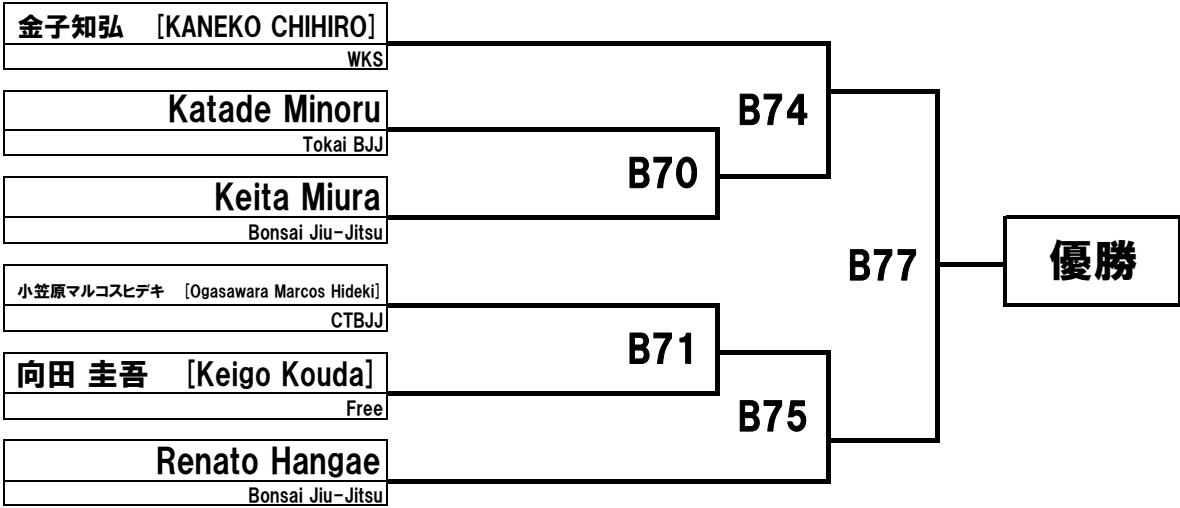 金子知弘 [KANEKO CHIHIRO]
WKS
Katade Minoru
Tokai BJJ
Keita Miura
Bonsai Jiu-Jitsu
小笠原マルコスヒデキ [Ogasawara Marcos Hideki]
CTBJJ
向田 圭吾 [Keigo Kouda]
Free
Renato Hangae
Bonsai Jiu-Jitsu
B70
B71
B74
B75
B77
優勝